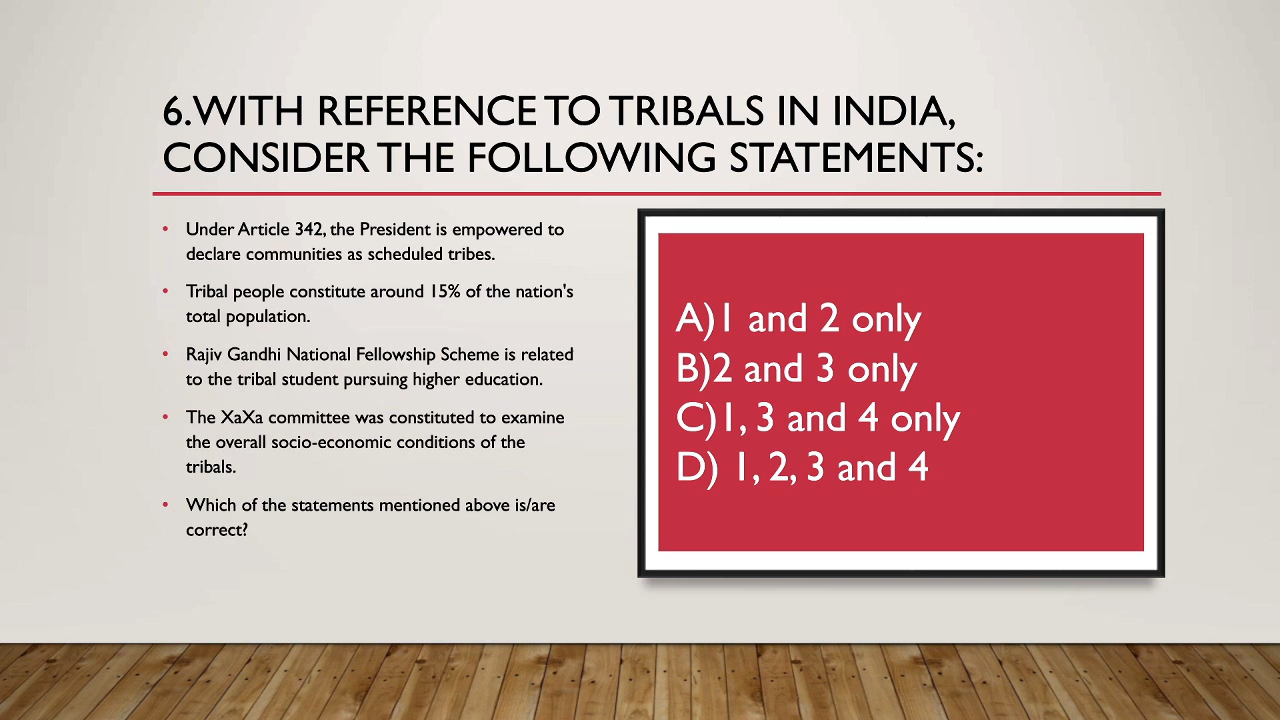 6. WITH REFERENCE TO TRIBALS IN INDIA,
CONSIDER THE FOLLOWING STATEMENTS:
• Under Article 342, the President is empowered to
declare communities as scheduled tribes.
• Tribal people constitute around 15% of the nation's
total population.
• Rajiv Gandhi National Fellowship Scheme is related
to the tribal student pursuing higher education.
• The XaXa committee was constituted to examine
the overall socio-economic conditions of the
tribals.
• Which of the statements mentioned above is/are
correct?
A)1 and 2 only
B)2 and 3 only
C)1, 3 and 4 only
D) 1, 2, 3 and 4